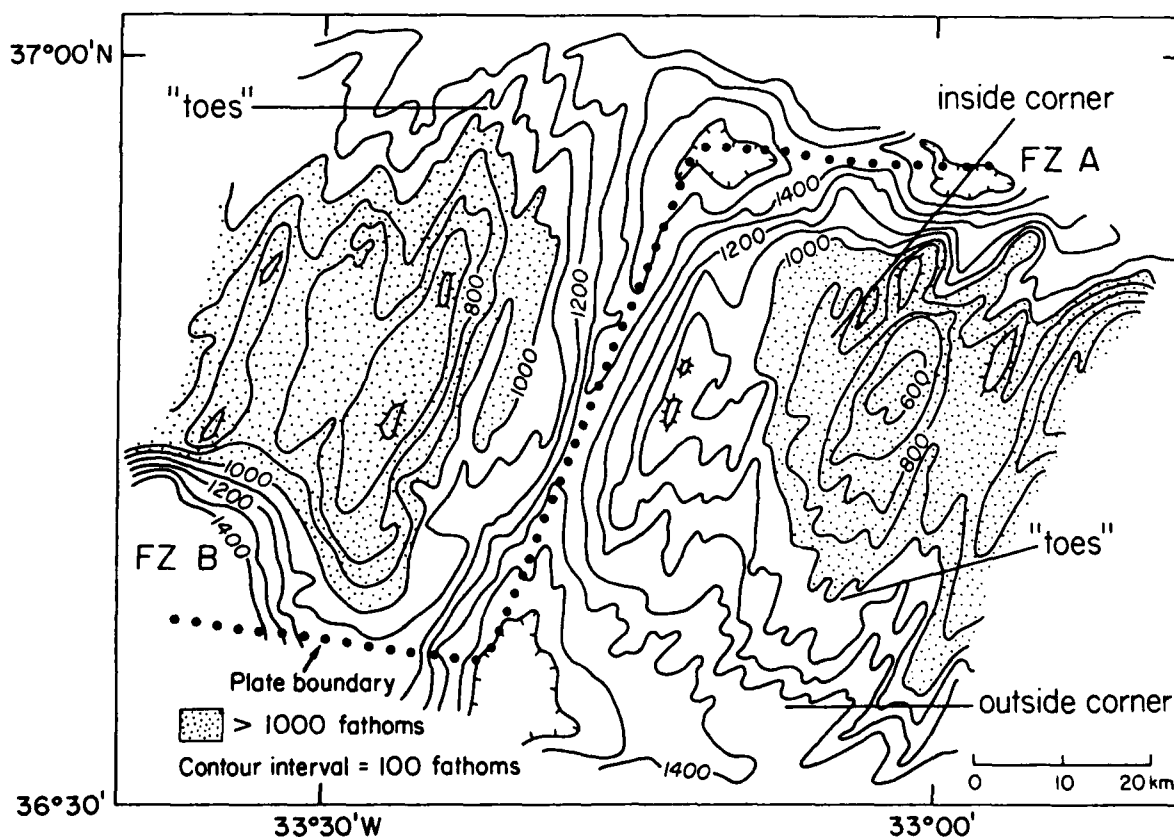 37°00'N
"toes"
inside corner
FZ A
1400
1200
1000
1200
800
1000
600
800
1000
1200
1400
FZ B
"toes"
Plate boundary
> 1000 fathoms
Contour interval = 100 fathoms
outside corner
1400
0 10 20 km
36°30'
33°30'W
33°00'